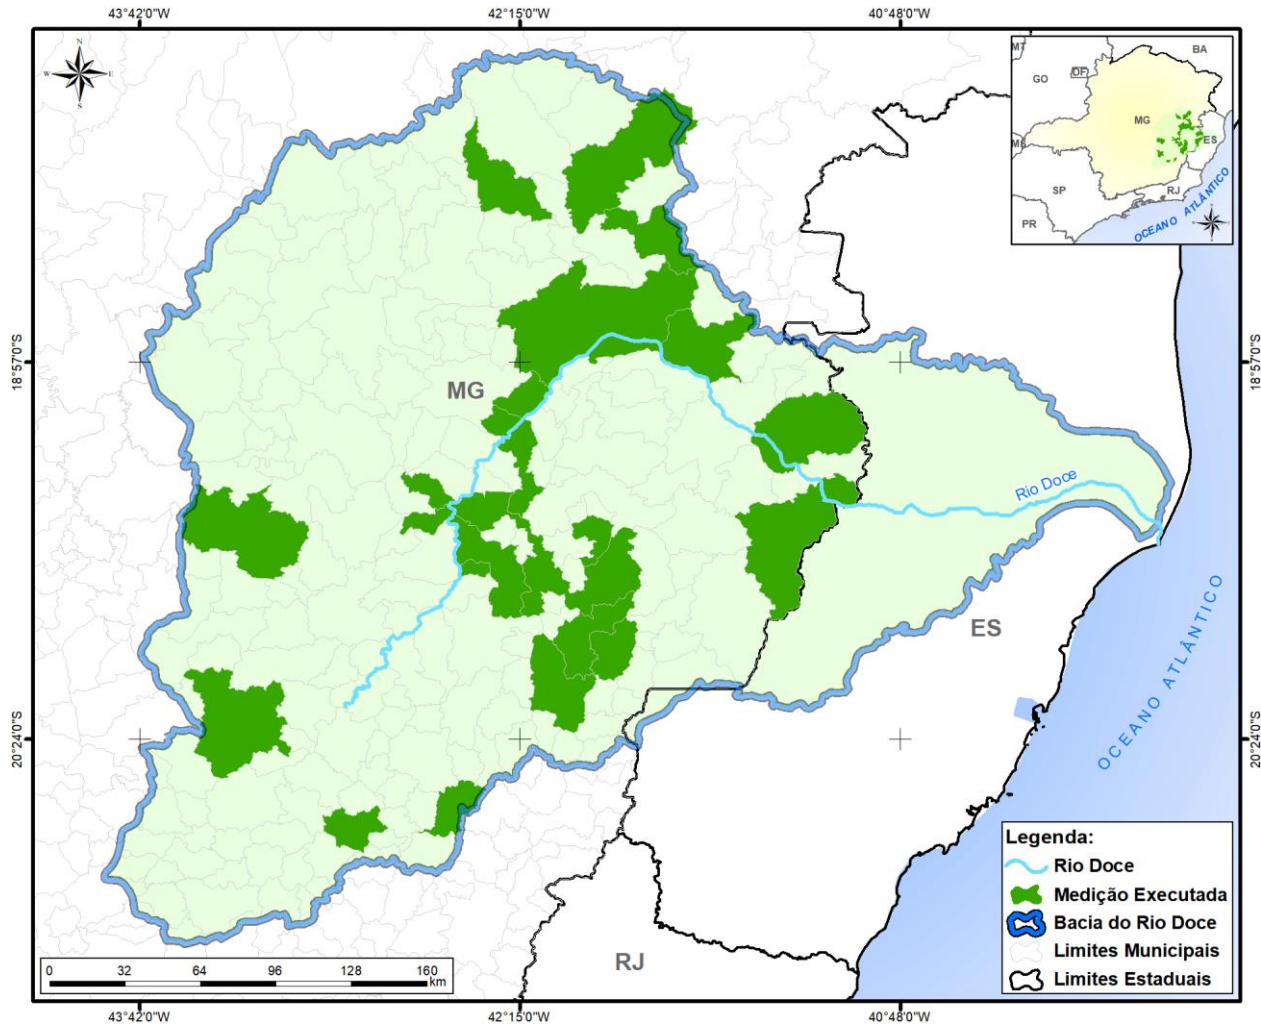 43°42'0"W
42°15'0"W
40°48'0"W
N
W
E
S
MT
BA
GO
DF
MG
ES
SP
RJ
PR
OCEANO ATLÂNTICO
18°57'0"S
18°57'0"S
MG
Rio Doce
ES
OCEANO ATLÂNTICO
20°24'0"S
20°24'0"S
RJ
Legenda:
Rio Doce
Medição Executada
Bacia do Rio Doce
Limites Municipais
Limites Estaduais
0 32 64 96 128 160
km
43°42'0"W
42°15'0"W
40°48'0"W